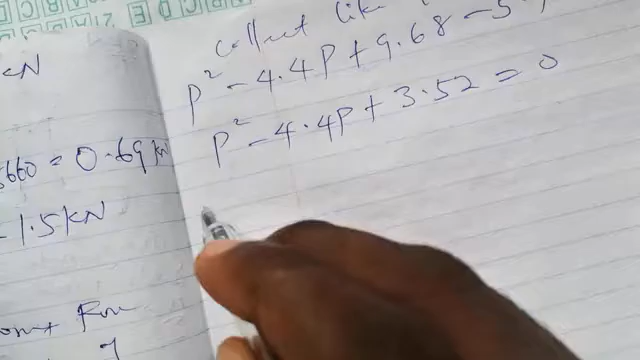 collect like
P² - 4.4P + 9.68 - 5.
P² - 4.4P + 3.52 = 0
KN
660 = 0.69 KN
- 1.5 KN